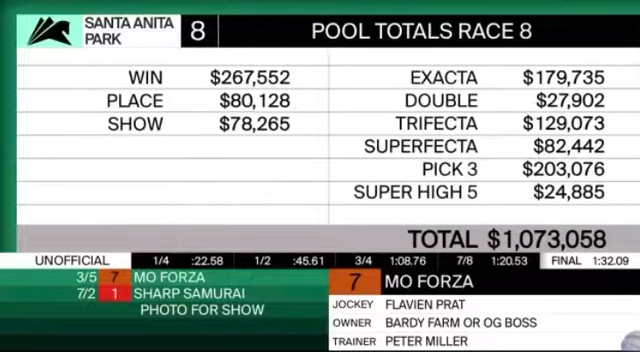 SANTA ANITA PARK 8 POOL TOTALS RACE 8
WIN $267,552
PLACE $80,128
SHOW $78,265
EXACTA $179,735
DOUBLE $27,902
TRIFECTA $129,073
SUPERFECTA $82,442
PICK 3 $203,076
SUPER HIGH 5 $24,885
TOTAL $1,073,058
UNOFFICIAL 1/4 :22.58 1/2 :45.61 3/4 1:08.76 7/8 1:20.53 FINAL 1:32.09
3/5 7 MO FORZA
7/2 1 SHARP SAMURAI
PHOTO FOR SHOW
7 MO FORZA
JOCKEY FLAVIEN PRAT
OWNER BARDY FARM OR OG BOSS
TRAINER PETER MILLER